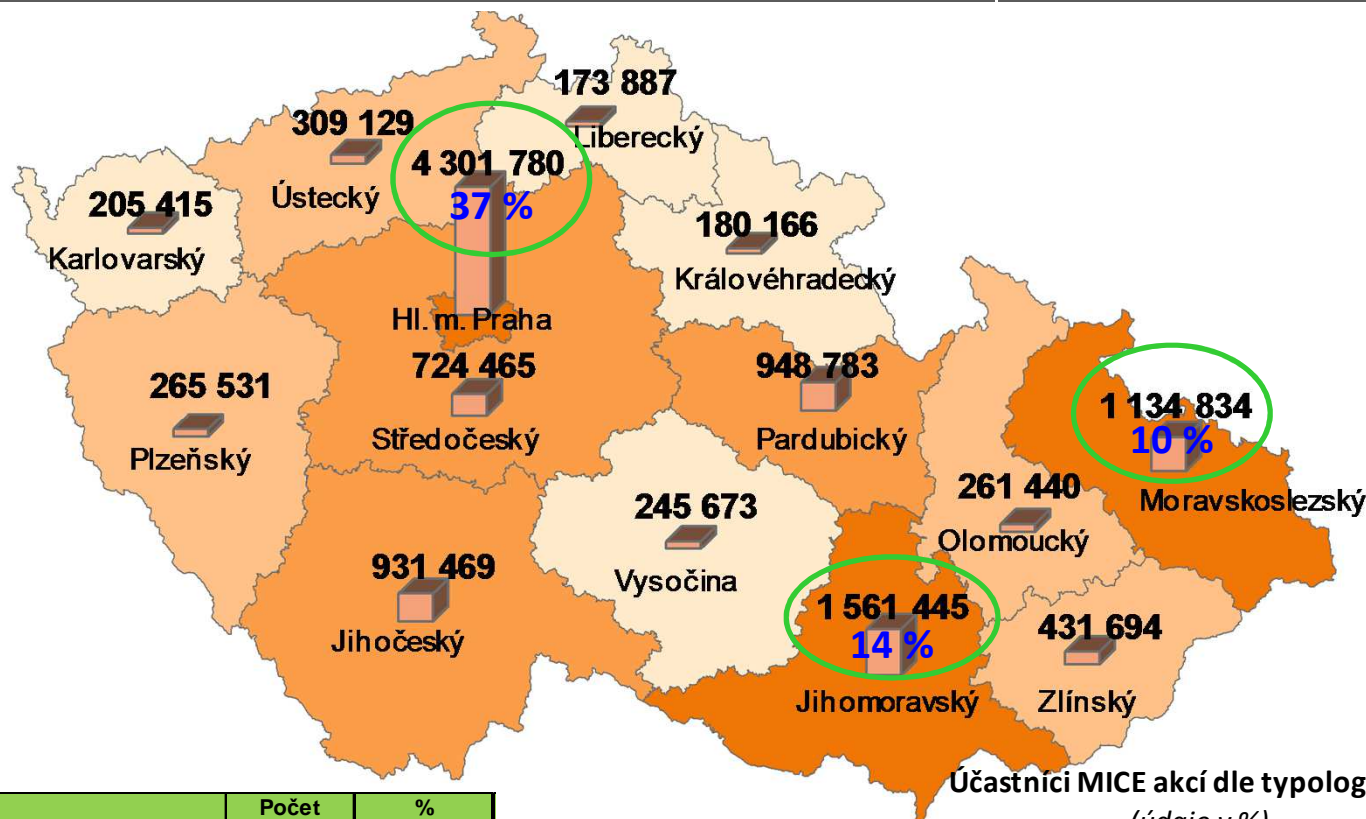 173 887
Liberecký
309 129
Ústecký
4 301 780
37 %
205 415
Karlovarský
180 166
Královéhradecký
Hl. m. Praha
724 465
Středočeský
948 783
Pardubický
1 134 834
10 %
Moravskoslezský
265 531
Plzeňský
245 673
Vysočina
261 440
Olomoucký
931 469
Jihočeský
1 561 445
14 %
Jihomoravský
431 694
Zlínský
Účastníci MICE akcí dle typolog
(údaje v %)
Počet %